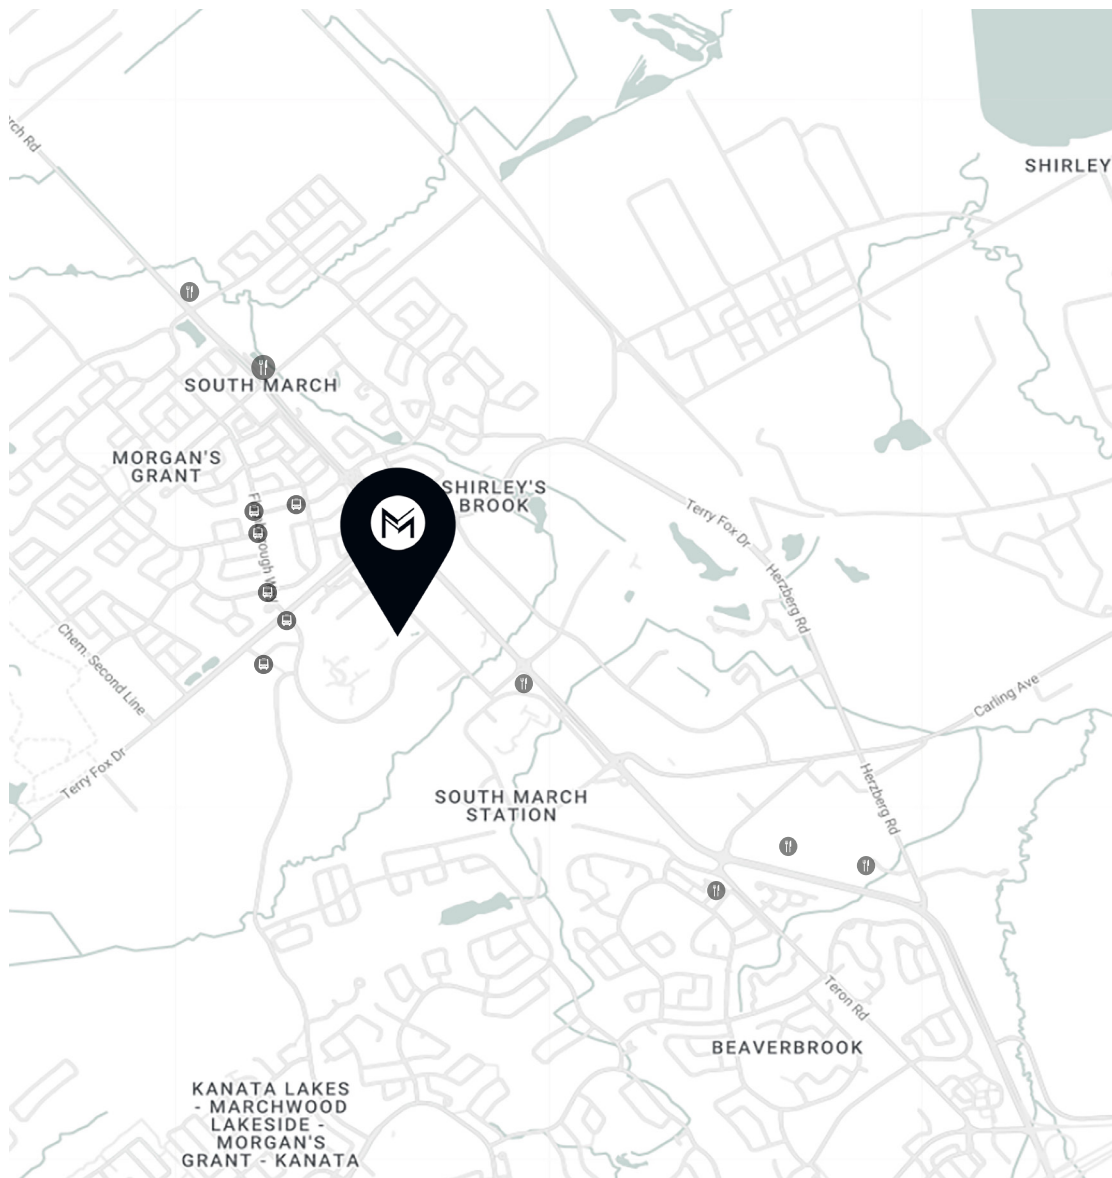 rch Rd
SHIRLEY
SOUTH MARCH
MORGAN'S
GRANT
SHIRLEY'S
BROOK
Terry Fox Dr
Herzberg Rd
Chem. Second Line
Carling Ave
Terry Fox Dr
Herzberg Rd
SOUTH MARCH
STATION
Teron Rd
BEAVERBROOK
KANATA LAKES
- MARCHWOOD
LAKESIDE -
MORGAN'S
GRANT - KANATA